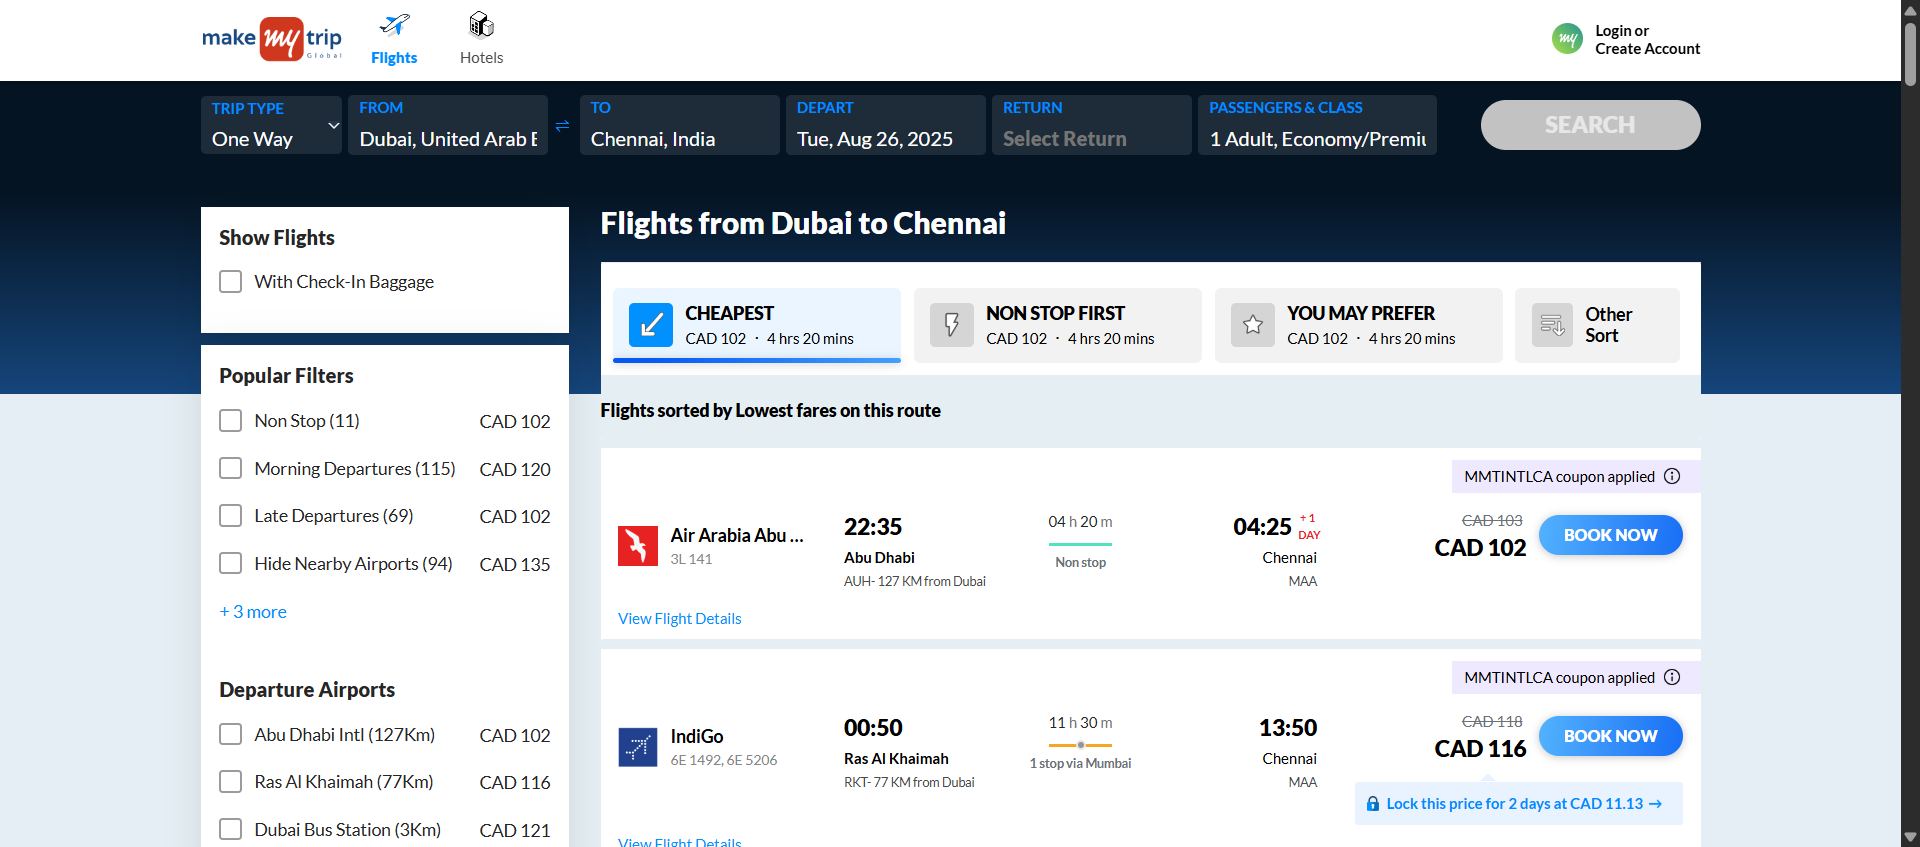 make my trip
Global
Flights
Hotels
my
Login or
Create Account
TRIP TYPE
One Way
FROM
Dubai, United Arab E
TO
Chennai, India
DEPART
Tue, Aug 26, 2025
RETURN
Select Return
PASSENGERS & CLASS
1 Adult, Economy/Premiu
SEARCH
Show Flights
With Check-In Baggage
Popular Filters
Non Stop (11) CAD 102
Morning Departures (115) CAD 120
Late Departures (69) CAD 102
Hide Nearby Airports (94) CAD 135
+ 3 more
Departure Airports
Abu Dhabi Intl (127Km) CAD 102
Ras Al Khaimah (77Km) CAD 116
Dubai Bus Station (3Km) CAD 121
Flights from Dubai to Chennai
CHEAPEST
CAD 102 · 4 hrs 20 mins
NON STOP FIRST
CAD 102 · 4 hrs 20 mins
YOU MAY PREFER
CAD 102 · 4 hrs 20 mins
Other
Sort
Flights sorted by Lowest fares on this route
MMTINTLCA coupon applied
Air Arabia Abu ...
3L 141
22:35
Abu Dhabi
AUH- 127 KM from Dubai
04 h 20 m
Non stop
04:25 + 1
DAY
Chennai
MAA
CAD 103
CAD 102
BOOK NOW
View Flight Details
MMTINTLCA coupon applied
IndiGo
6E 1492, 6E 5206
00:50
Ras Al Khaimah
RKT- 77 KM from Dubai
11 h 30 m
1 stop via Mumbai
13:50
Chennai
MAA
CAD 118
CAD 116
BOOK NOW
Lock this price for 2 days at CAD 11.13 →
View Flight Details